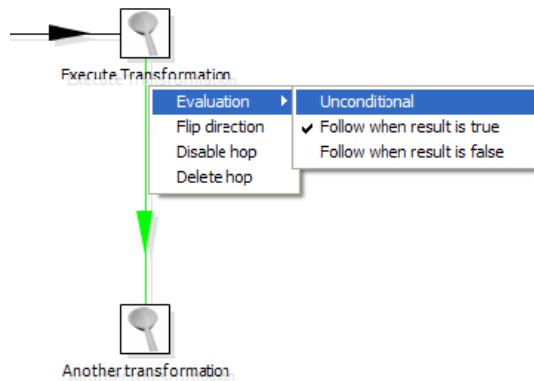 Execute Transformation
Evaluation
Unconditional
Flip direction
Follow when result is true
Disable hop
Follow when result is false
Delete hop
Another transformation